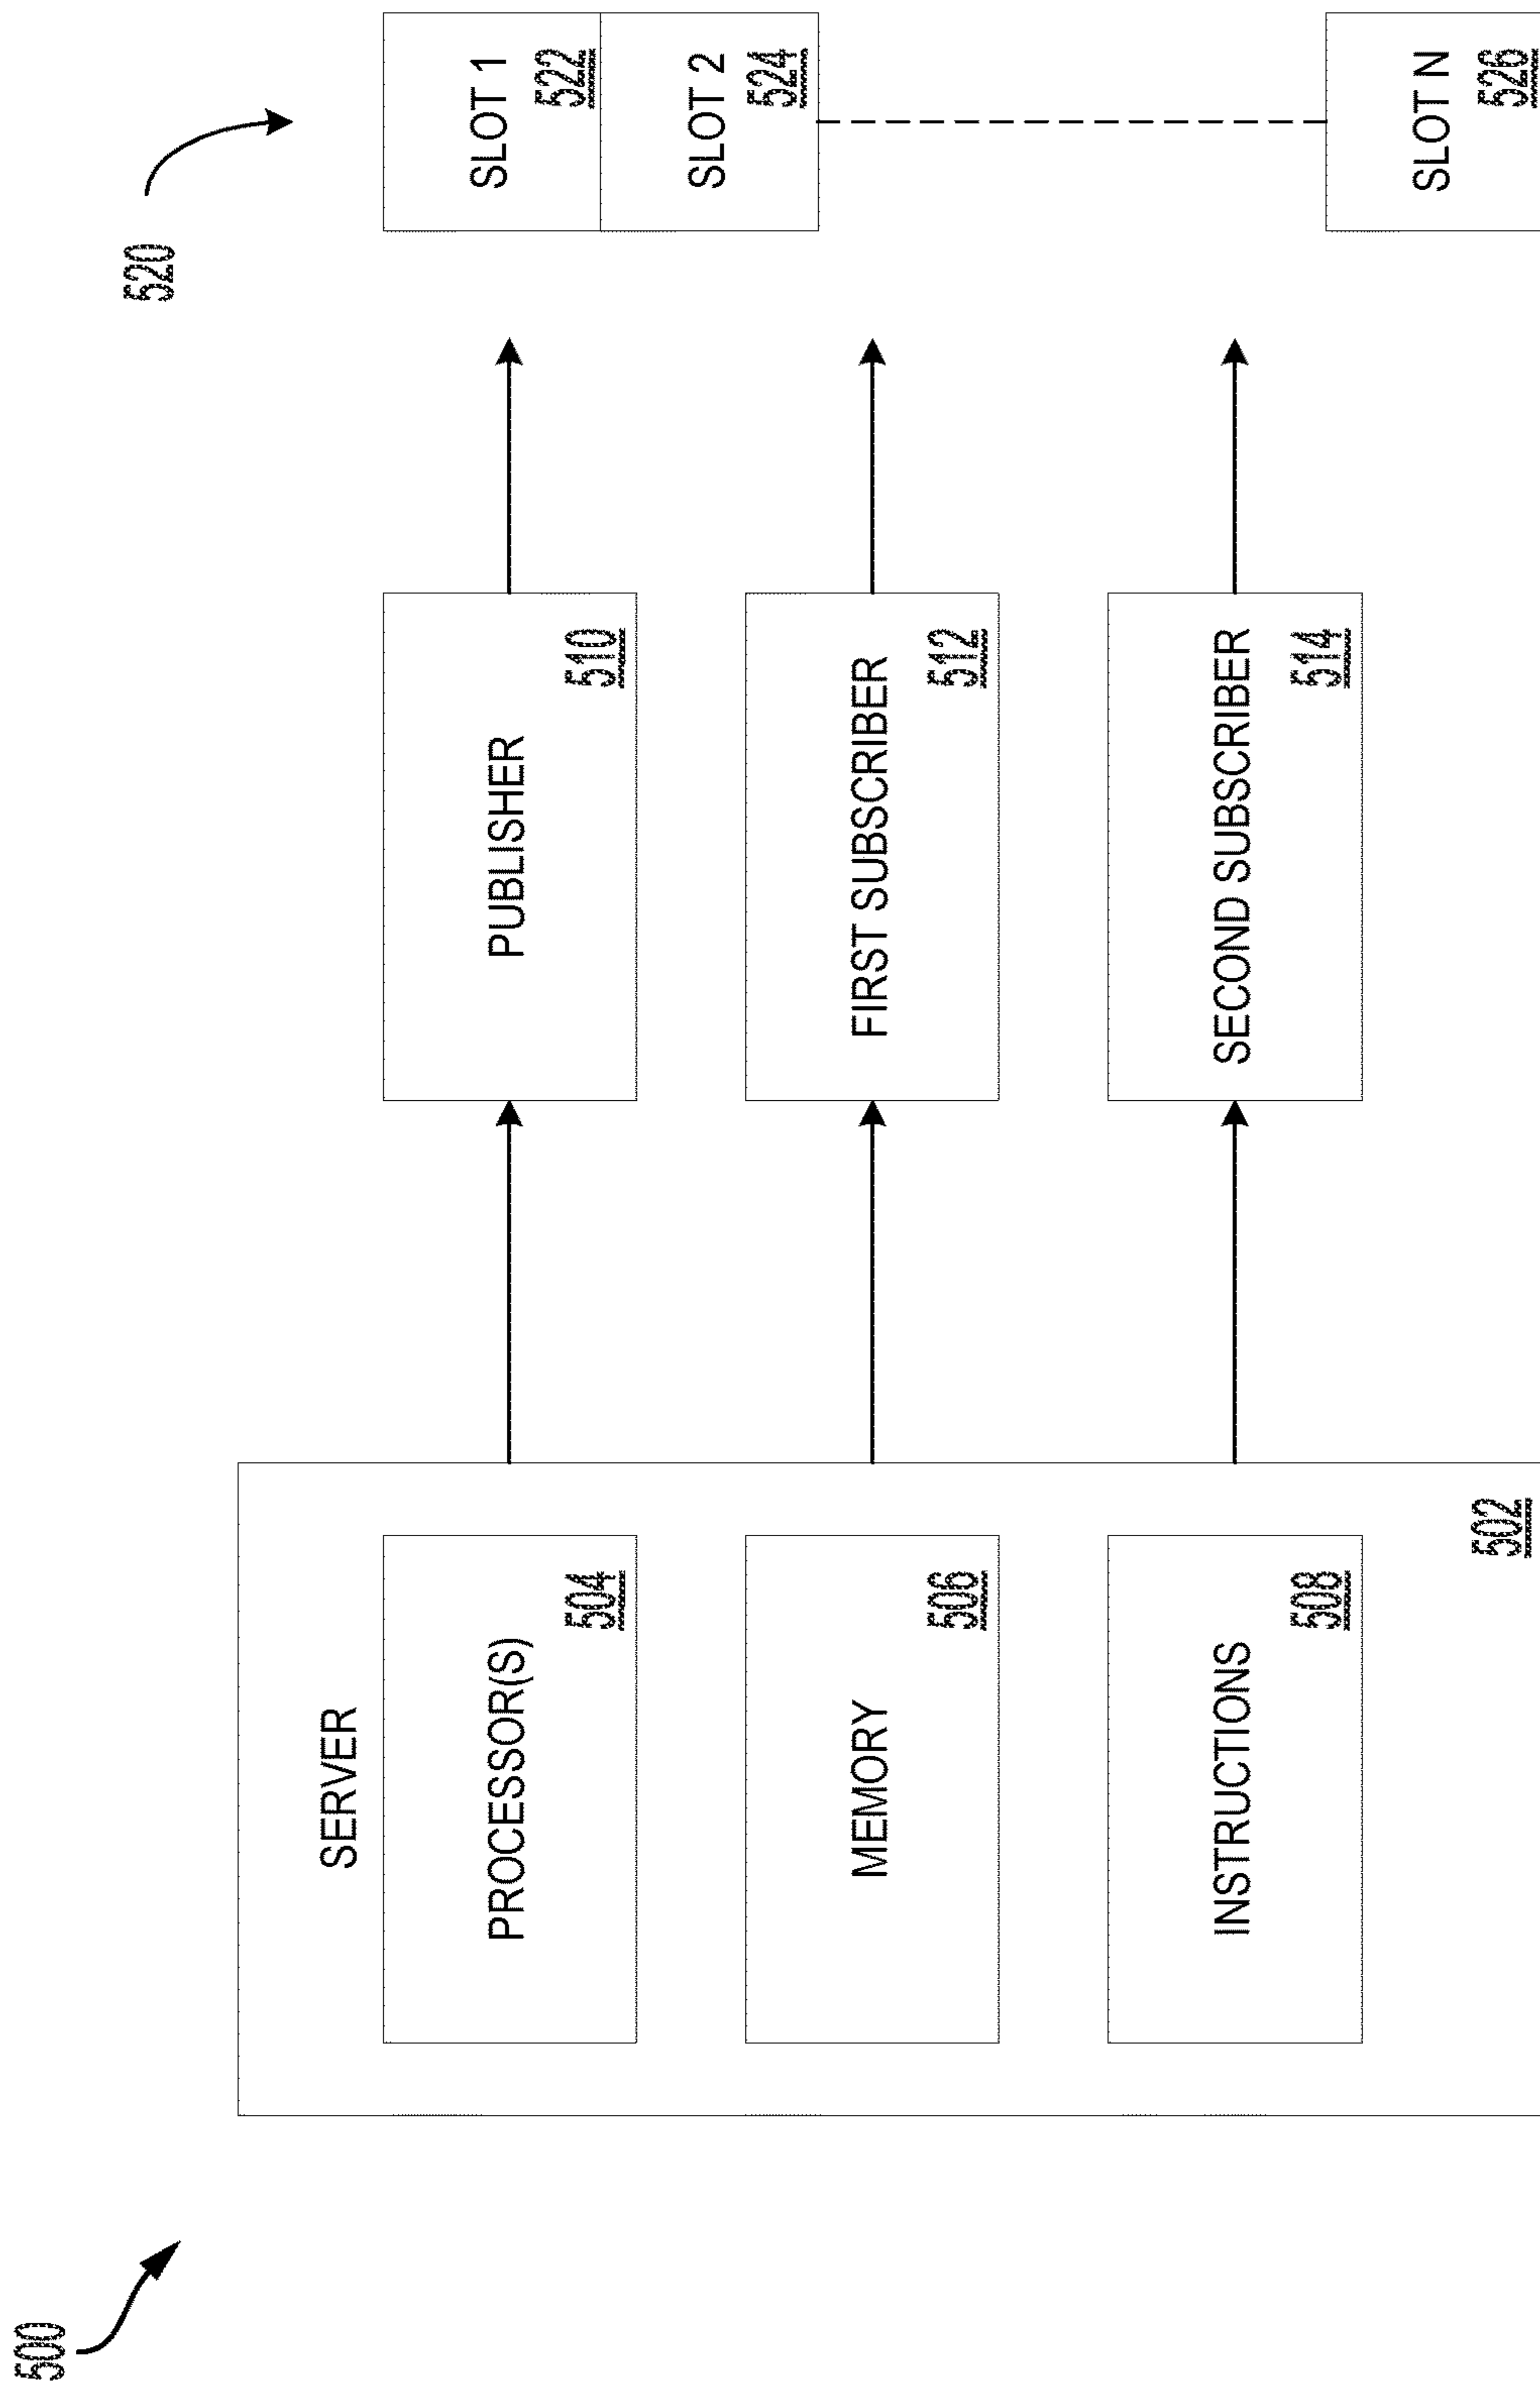 500
SERVER
PROCESSOR(S)
504
MEMORY
506
INSTRUCTIONS
508
502
PUBLISHER
510
FIRST SUBSCRIBER
512
SECOND SUBSCRIBER
514
520
SLOT 1
522
SLOT 2
524
SLOT N
526